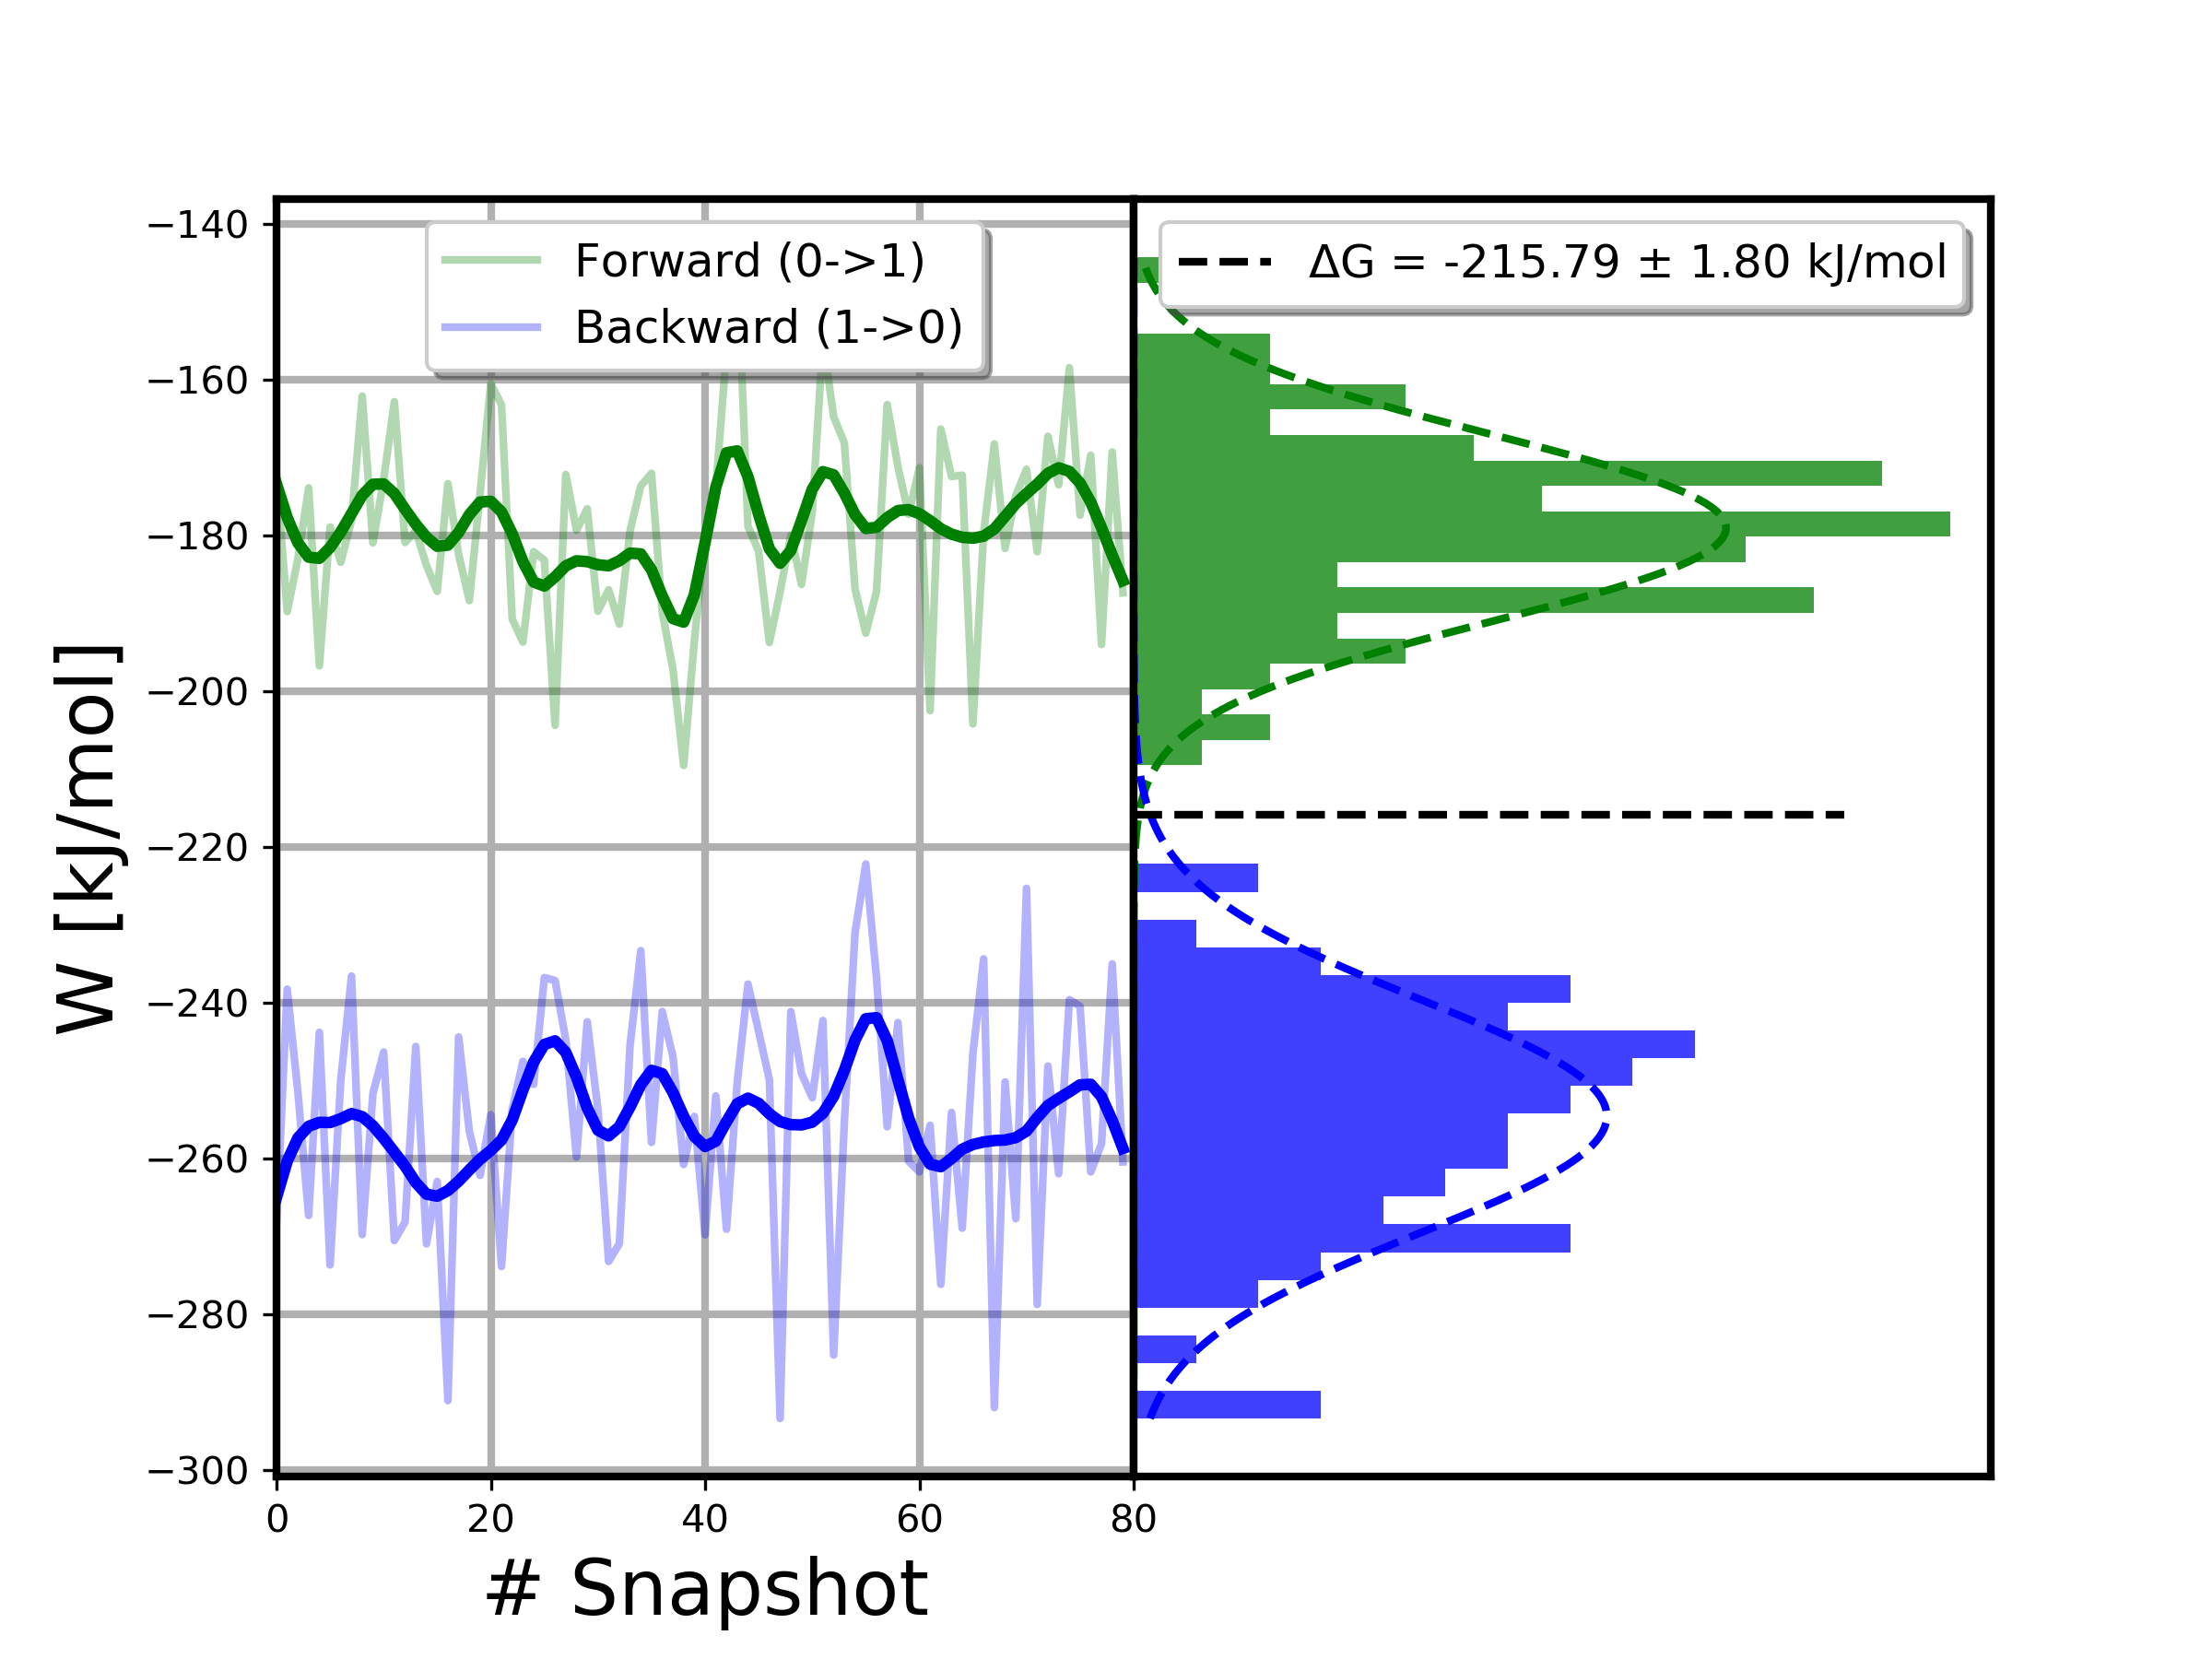 Forward (0->1)
Backward (1->0)
ΔG = -215.79 ± 1.80 kJ/mol
W [kJ/mol]
−140
−160
−180
−200
−220
−240
−260
−280
−300
0 20 40 60 80
# Snapshot